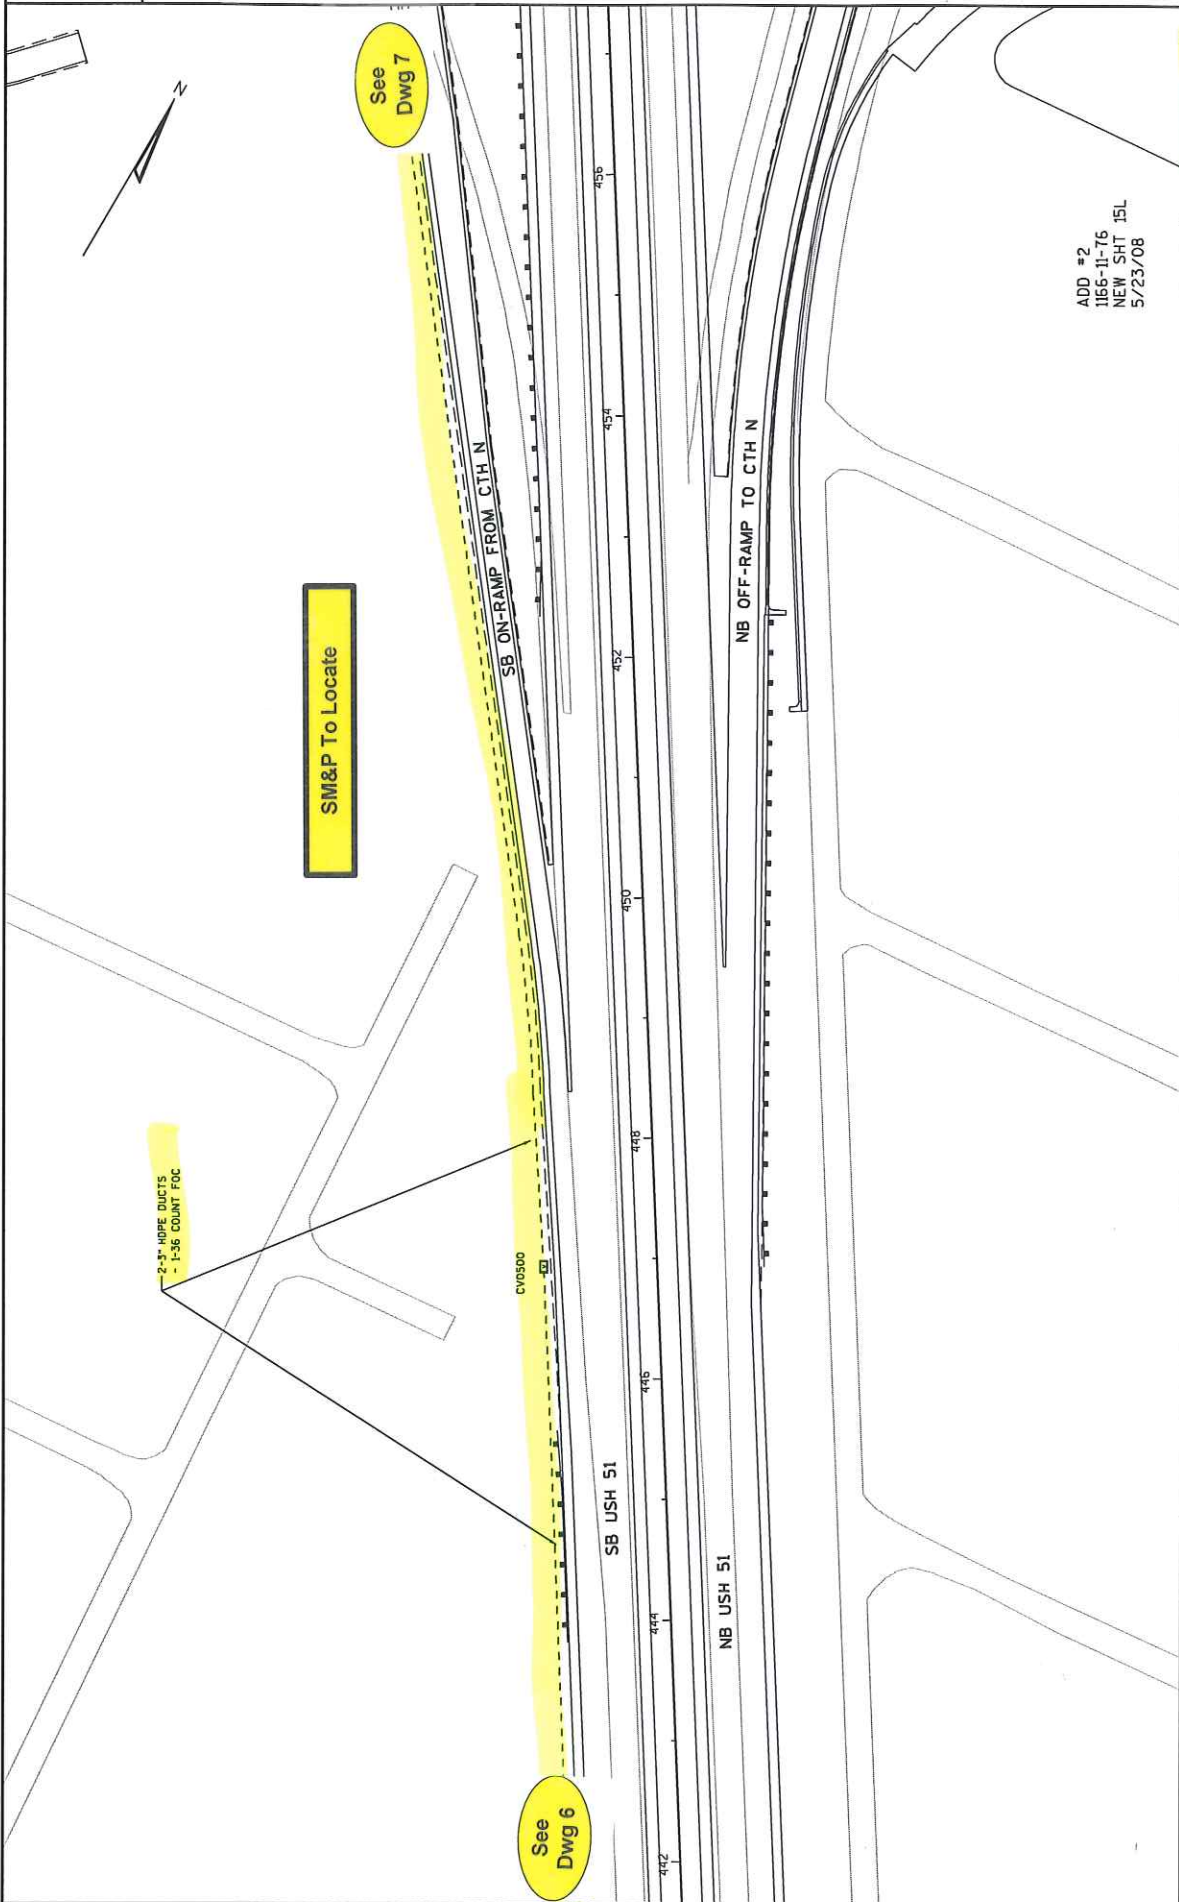 See
Dwg 7
N
ADD #2
1166-11-76
NEW SHT 15L
5/23/08
456
454
SB ON-RAMP FROM CTH N
NB OFF-RAMP TO CTH N
SM&P To Locate
452
450
448
2-3" HDPE DUCTS
- 1-36 COUNT FOC
CV0500
V
446
SB USH 51
NB USH 51
444
442
See
Dwg 6